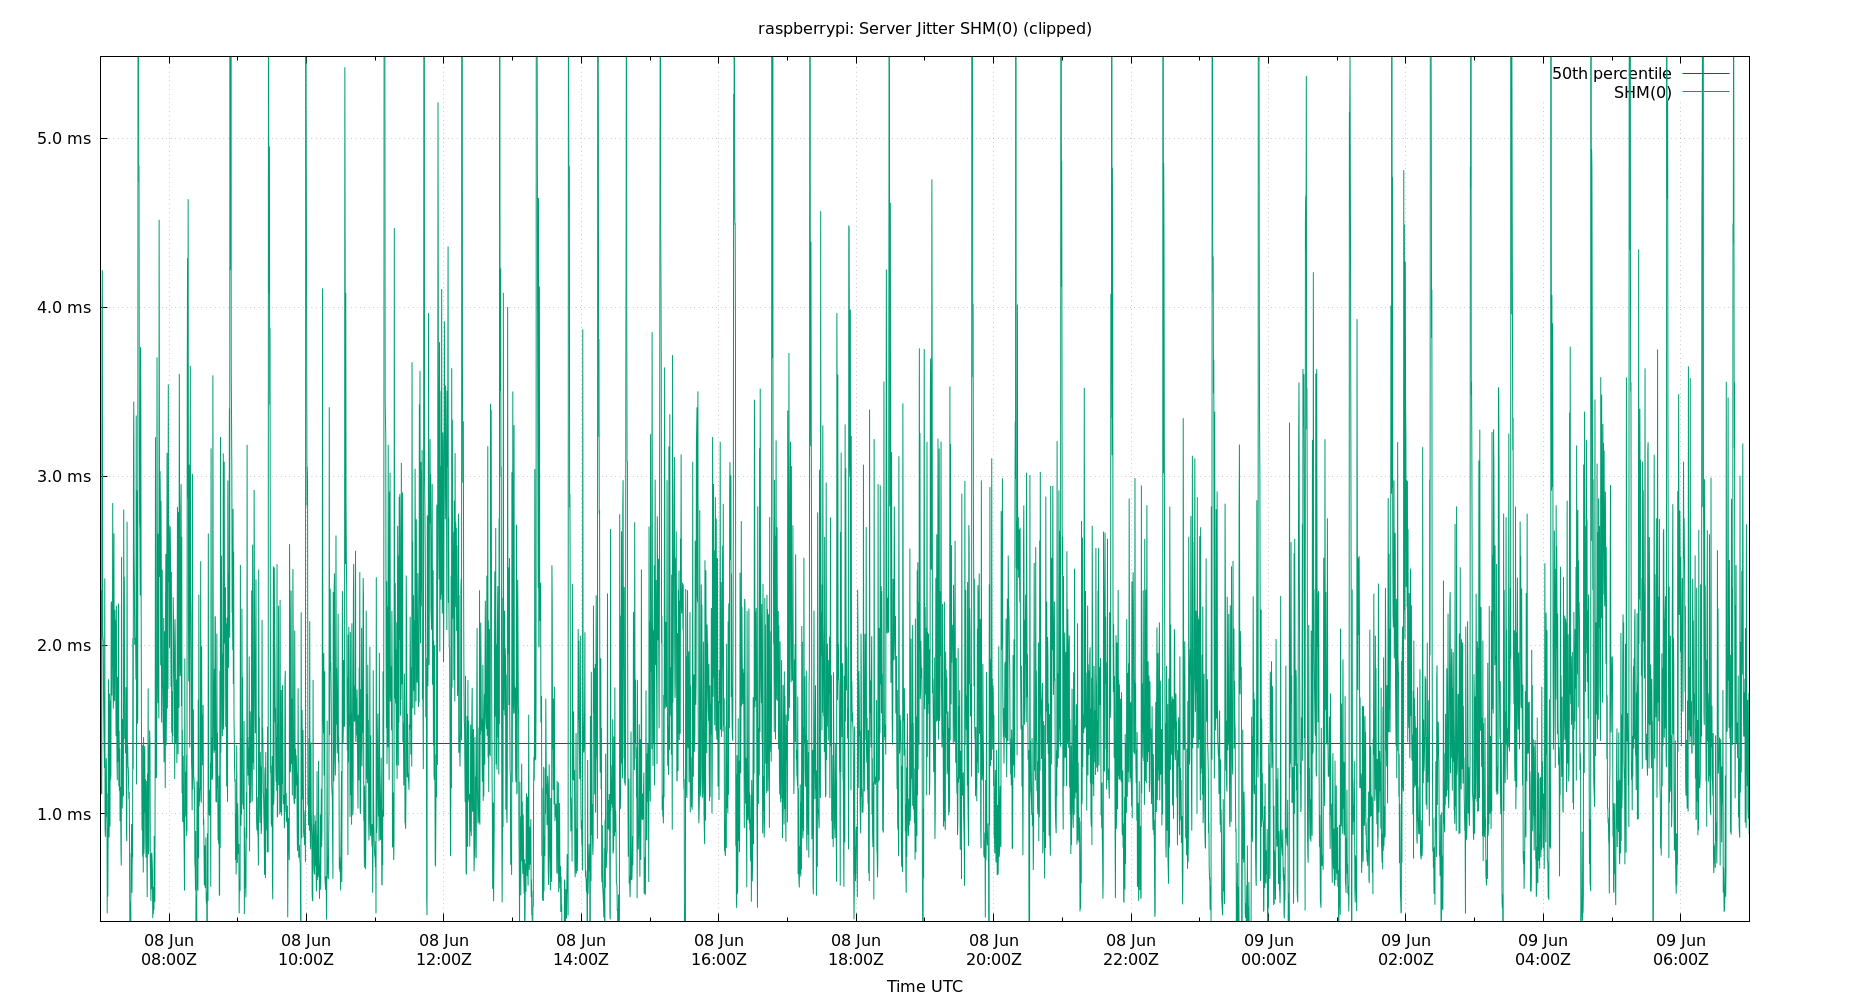 raspberrypi: Server Jitter SHM(0) (clipped)
50th percentile
SHM(0)
5.0 ms
4.0 ms
3.0 ms
2.0 ms
1.0 ms
08 Jun 08 Jun 08 Jun 08 Jun 08 Jun 08 Jun 08 Jun 08 Jun 09 Jun 09 Jun 09 Jun 09 Jun
08:00Z 10:00Z 12:00Z 14:00Z 16:00Z 18:00Z 20:00Z 22:00Z 00:00Z 02:00Z 04:00Z 06:00Z
Time UTC